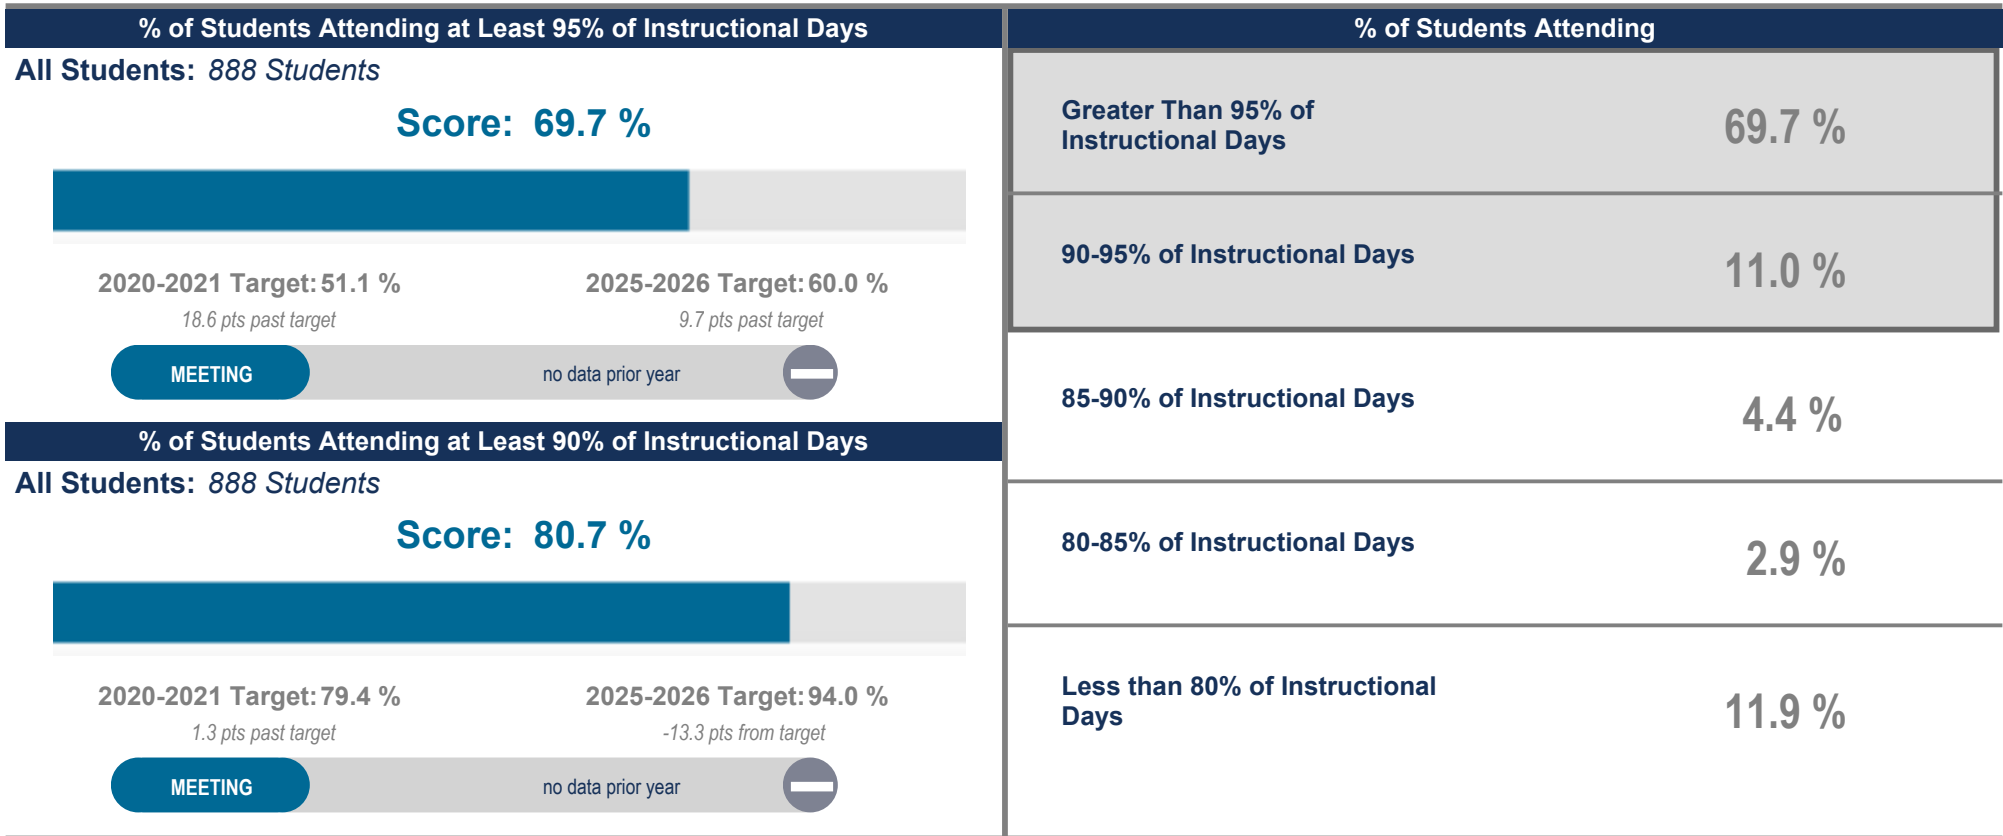 % of Students Attending at Least 95% of Instructional Days
All Students: 888 Students
Score: 69.7 %
2020-2021 Target: 51.1 %
18.6 pts past target
2025-2026 Target: 60.0 %
9.7 pts past target
MEETING
no data prior year
% of Students Attending at Least 90% of Instructional Days
All Students: 888 Students
Score: 80.7 %
2020-2021 Target: 79.4 %
1.3 pts past target
2025-2026 Target: 94.0 %
-13.3 pts from target
MEETING
no data prior year
% of Students Attending
Greater Than 95% of
Instructional Days
69.7 %
90-95% of Instructional Days
11.0 %
85-90% of Instructional Days
4.4 %
80-85% of Instructional Days
2.9 %
Less than 80% of Instructional
Days
11.9 %